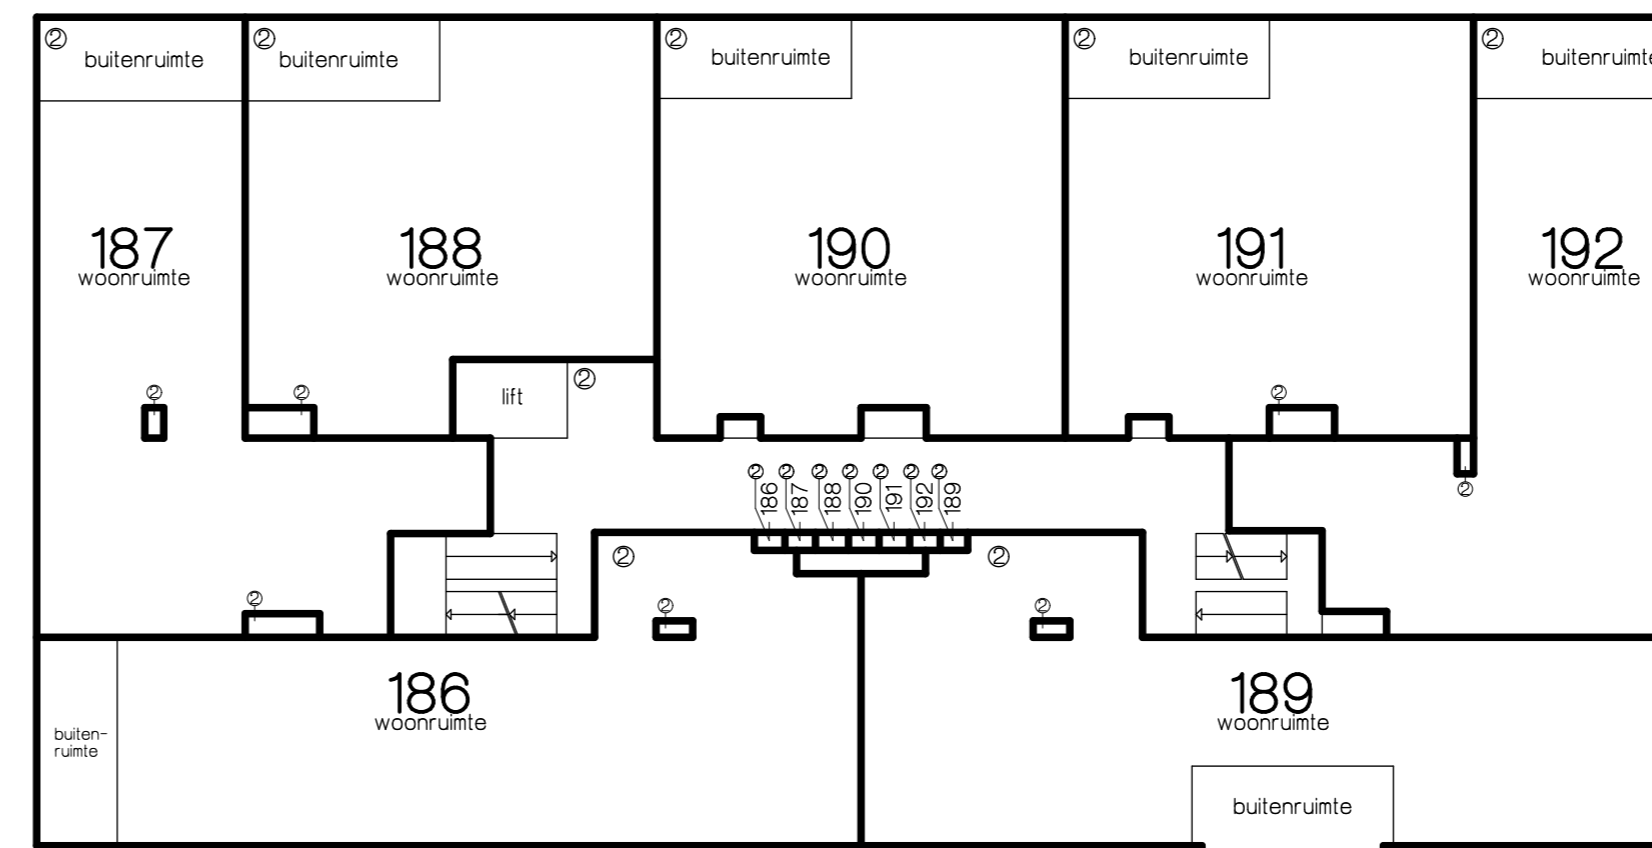 ② ② ② ② ②
buitenruimte buitenruimte buitenruimte buitenruimte buitenruimte
187 188 190 191 192
woonruimte woonruimte woonruimte woonruimte woonruimte
② ② lift ② ②
② ② ② ② ② ② ② ②
186 187 188 190 191 192 189
② ②
② ② ②
186 189
woonruimte woonruimte
buiten-
ruimte
buitenruimte